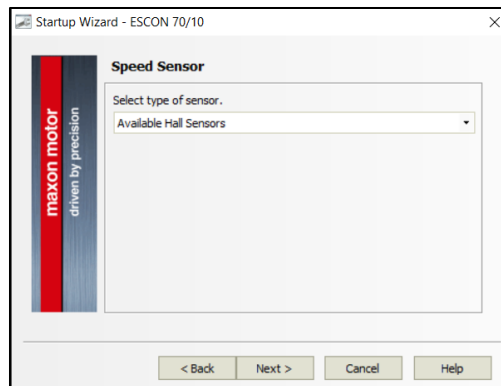 Startup Wizard - ESCON 70/10
Speed Sensor
Select type of sensor.
Available Hall Sensors
maxon motor
driven by precision
< Back
Next >
Cancel
Help